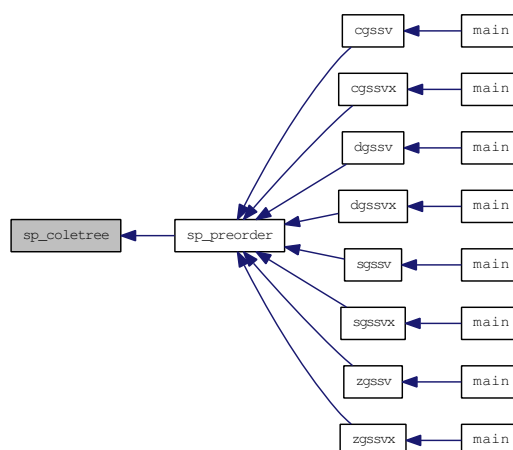 cgssv main
cgssvx main
dgssv main
dgssvx main
sp_coletree sp_preorder
sgssv main
sgssvx main
zgssv main
zgssvx main